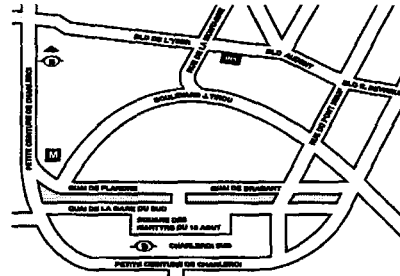 BLD DE L'YSER
RUE DE LA MONTAGNE
BLD AUDENT
PETITE CEINTURE DE CHARLEROI
M
BOULEVARD J. TIROU
RUE DU PONT NEUF
QUAI DE FLANDRE
QUAI DE BRABANT
QUAI DE LA GARE DU SUD
SQUARE DES
MARTYRS DU 18 AOUT
B
CHARLEROI SUD
PETITE CEINTURE DE CHARLEROI